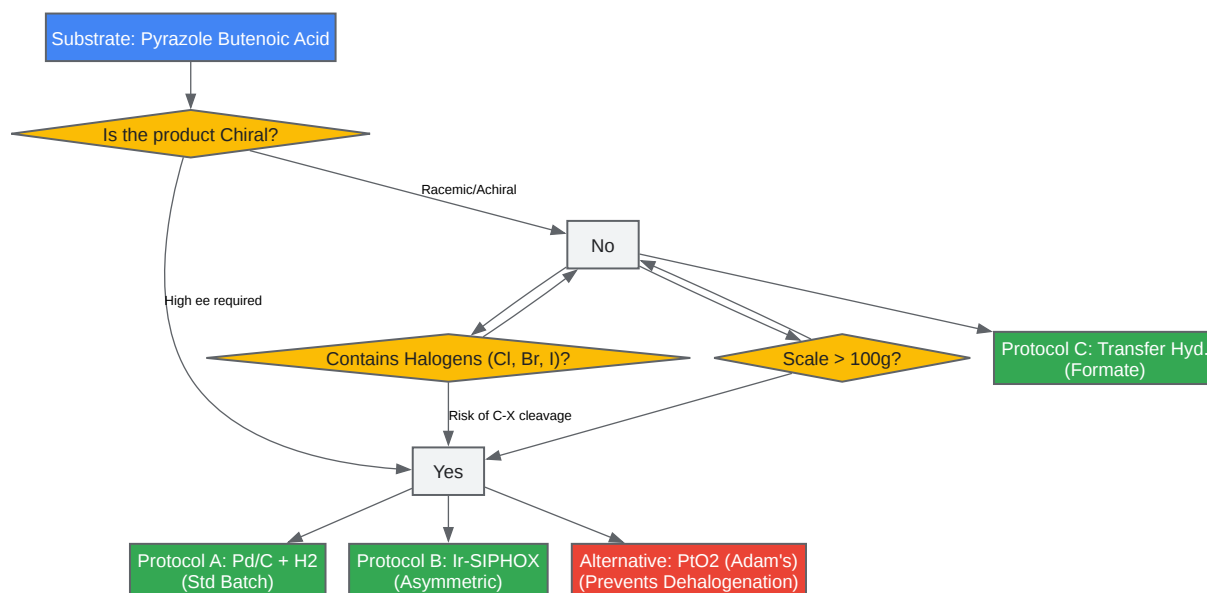 Substrate: Pyrazole Butenoic Acid
Is the product Chiral?
Racemic/Achiral
No
High ee required
Contains Halogens (Cl, Br, I)?
Scale > 100g?
Protocol C: Transfer Hyd.
(Formate)
Risk of C-X cleavage
Yes
Protocol A: Pd/C + H2
(Std Batch)
Protocol B: Ir-SIPHOX
(Asymmetric)
Alternative: PtO2 (Adam's)
(Prevents Dehalogenation)